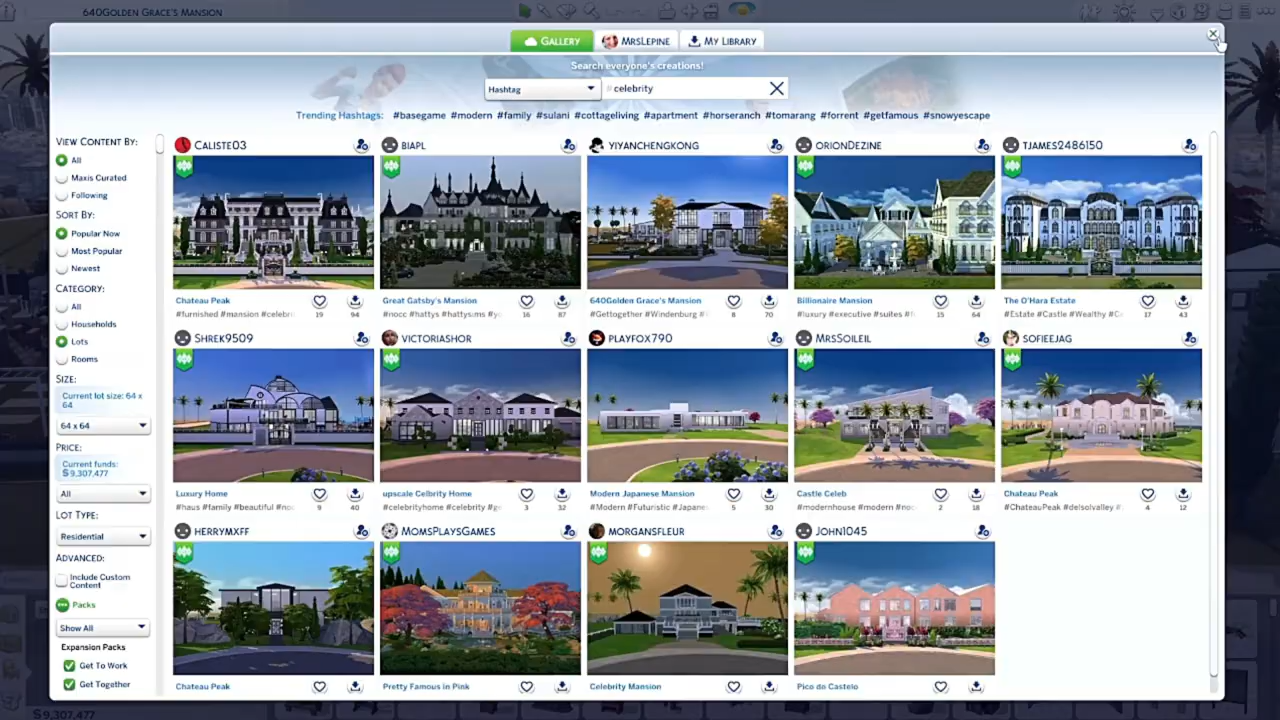 640Golden Grace's Mansion
Gallery MrsLepine My Library
Search everyone's creations!
Hashtag #celebrity
Trending Hashtags: #basegame #modern #family #sulani #cottageliving #apartment #horseranch #tomarang #forrent #getfamous #snowyescape
View Content By:
All
Maxis Curated
Following
Sort By:
Popular Now
Most Popular
Newest
Category:
All
Households
Lots
Rooms
Size:
Current lot size: 64 x
64
64 x 64
Price:
Current funds:
§9,307,477
All
Lot Type:
Residential
Advanced:
Include Custom
Content
Packs
Show All
Expansion Packs
Get To Work
Get Together
Caliste03 Biapl Yiyanchengkong OrionDezine TJames2486150
Chateau Peak Great Gatsby's Mansion 640Golden Grace's Mansion Billionaire Mansion The O'Hara Estate
#furnished #mansion #celebri 19 94 #nocc #hattys #hattysims #y 16 87 #Gettogether #Windenburg # 8 70 #luxury #executive #suites # 15 64 #Estate #Castle #Wealthy #C 17 43
Shrek9509 VictoriasHor Playfox790 MrsSoileil SofieeJag
Luxury Home upscale Celbrity Home Modern Japanese Mansion Castle Celeb Chateau Peak
#haus #family #beautiful #noc 9 40 #celebrityhome #celebrity #g 3 32 #Modern #Futuristic #Japane 5 30 #modernhouse #modern #no 2 18 #ChateauPeak #delsolvalley # 4 12
Herrymxff MomsPlaysGames Morgansfleur John1045
Chateau Peak Pretty Famous in Pink Celebrity Mansion Pico do Castelo
§9,307,477